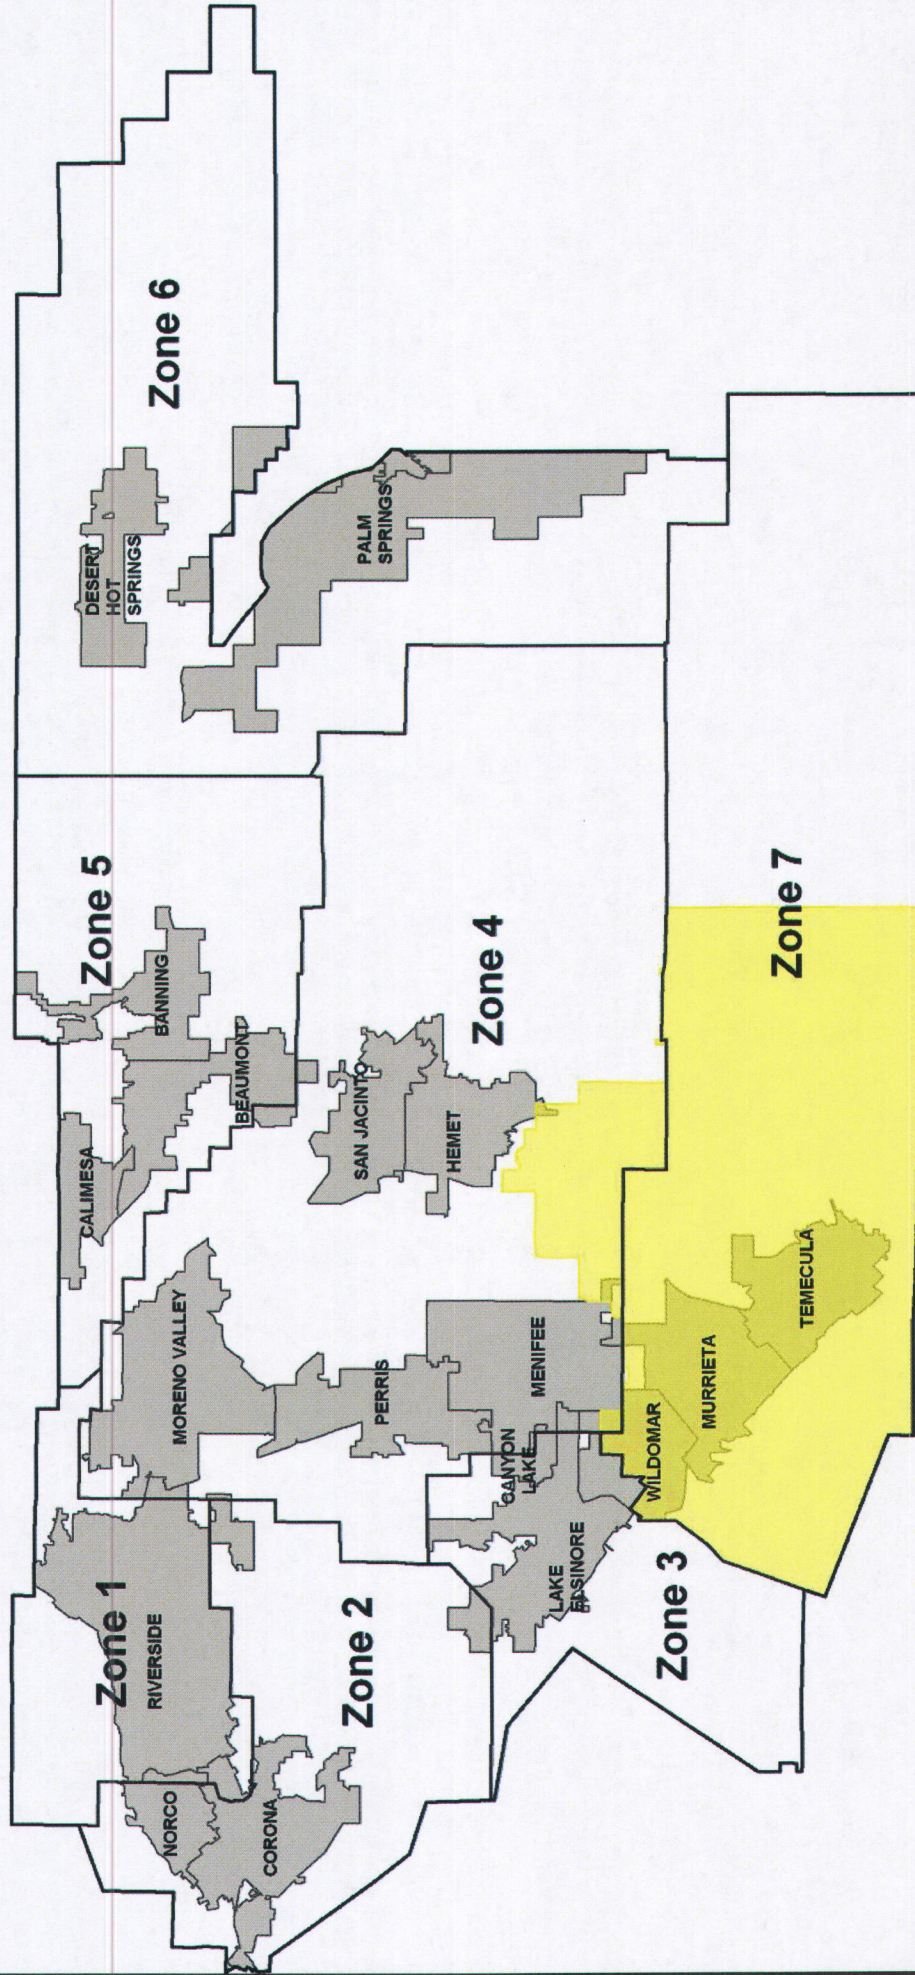 Zone 1
RIVERSIDE
NORCO
CORONA
Zone 2
Zone 5
CALIMESA
BANNING
BEAUMONT
MORENO VALLEY
DESERT
HOT
SPRINGS
Zone 6
PALM
SPRINGS
SAN JACINTO
HEMET
Zone 4
PERRIS
MENIFEE
CANYON
LAKE
LAKE
ELSINORE
Zone 3
WILDOMAR
MURRIETA
TEMECULA
Zone 7